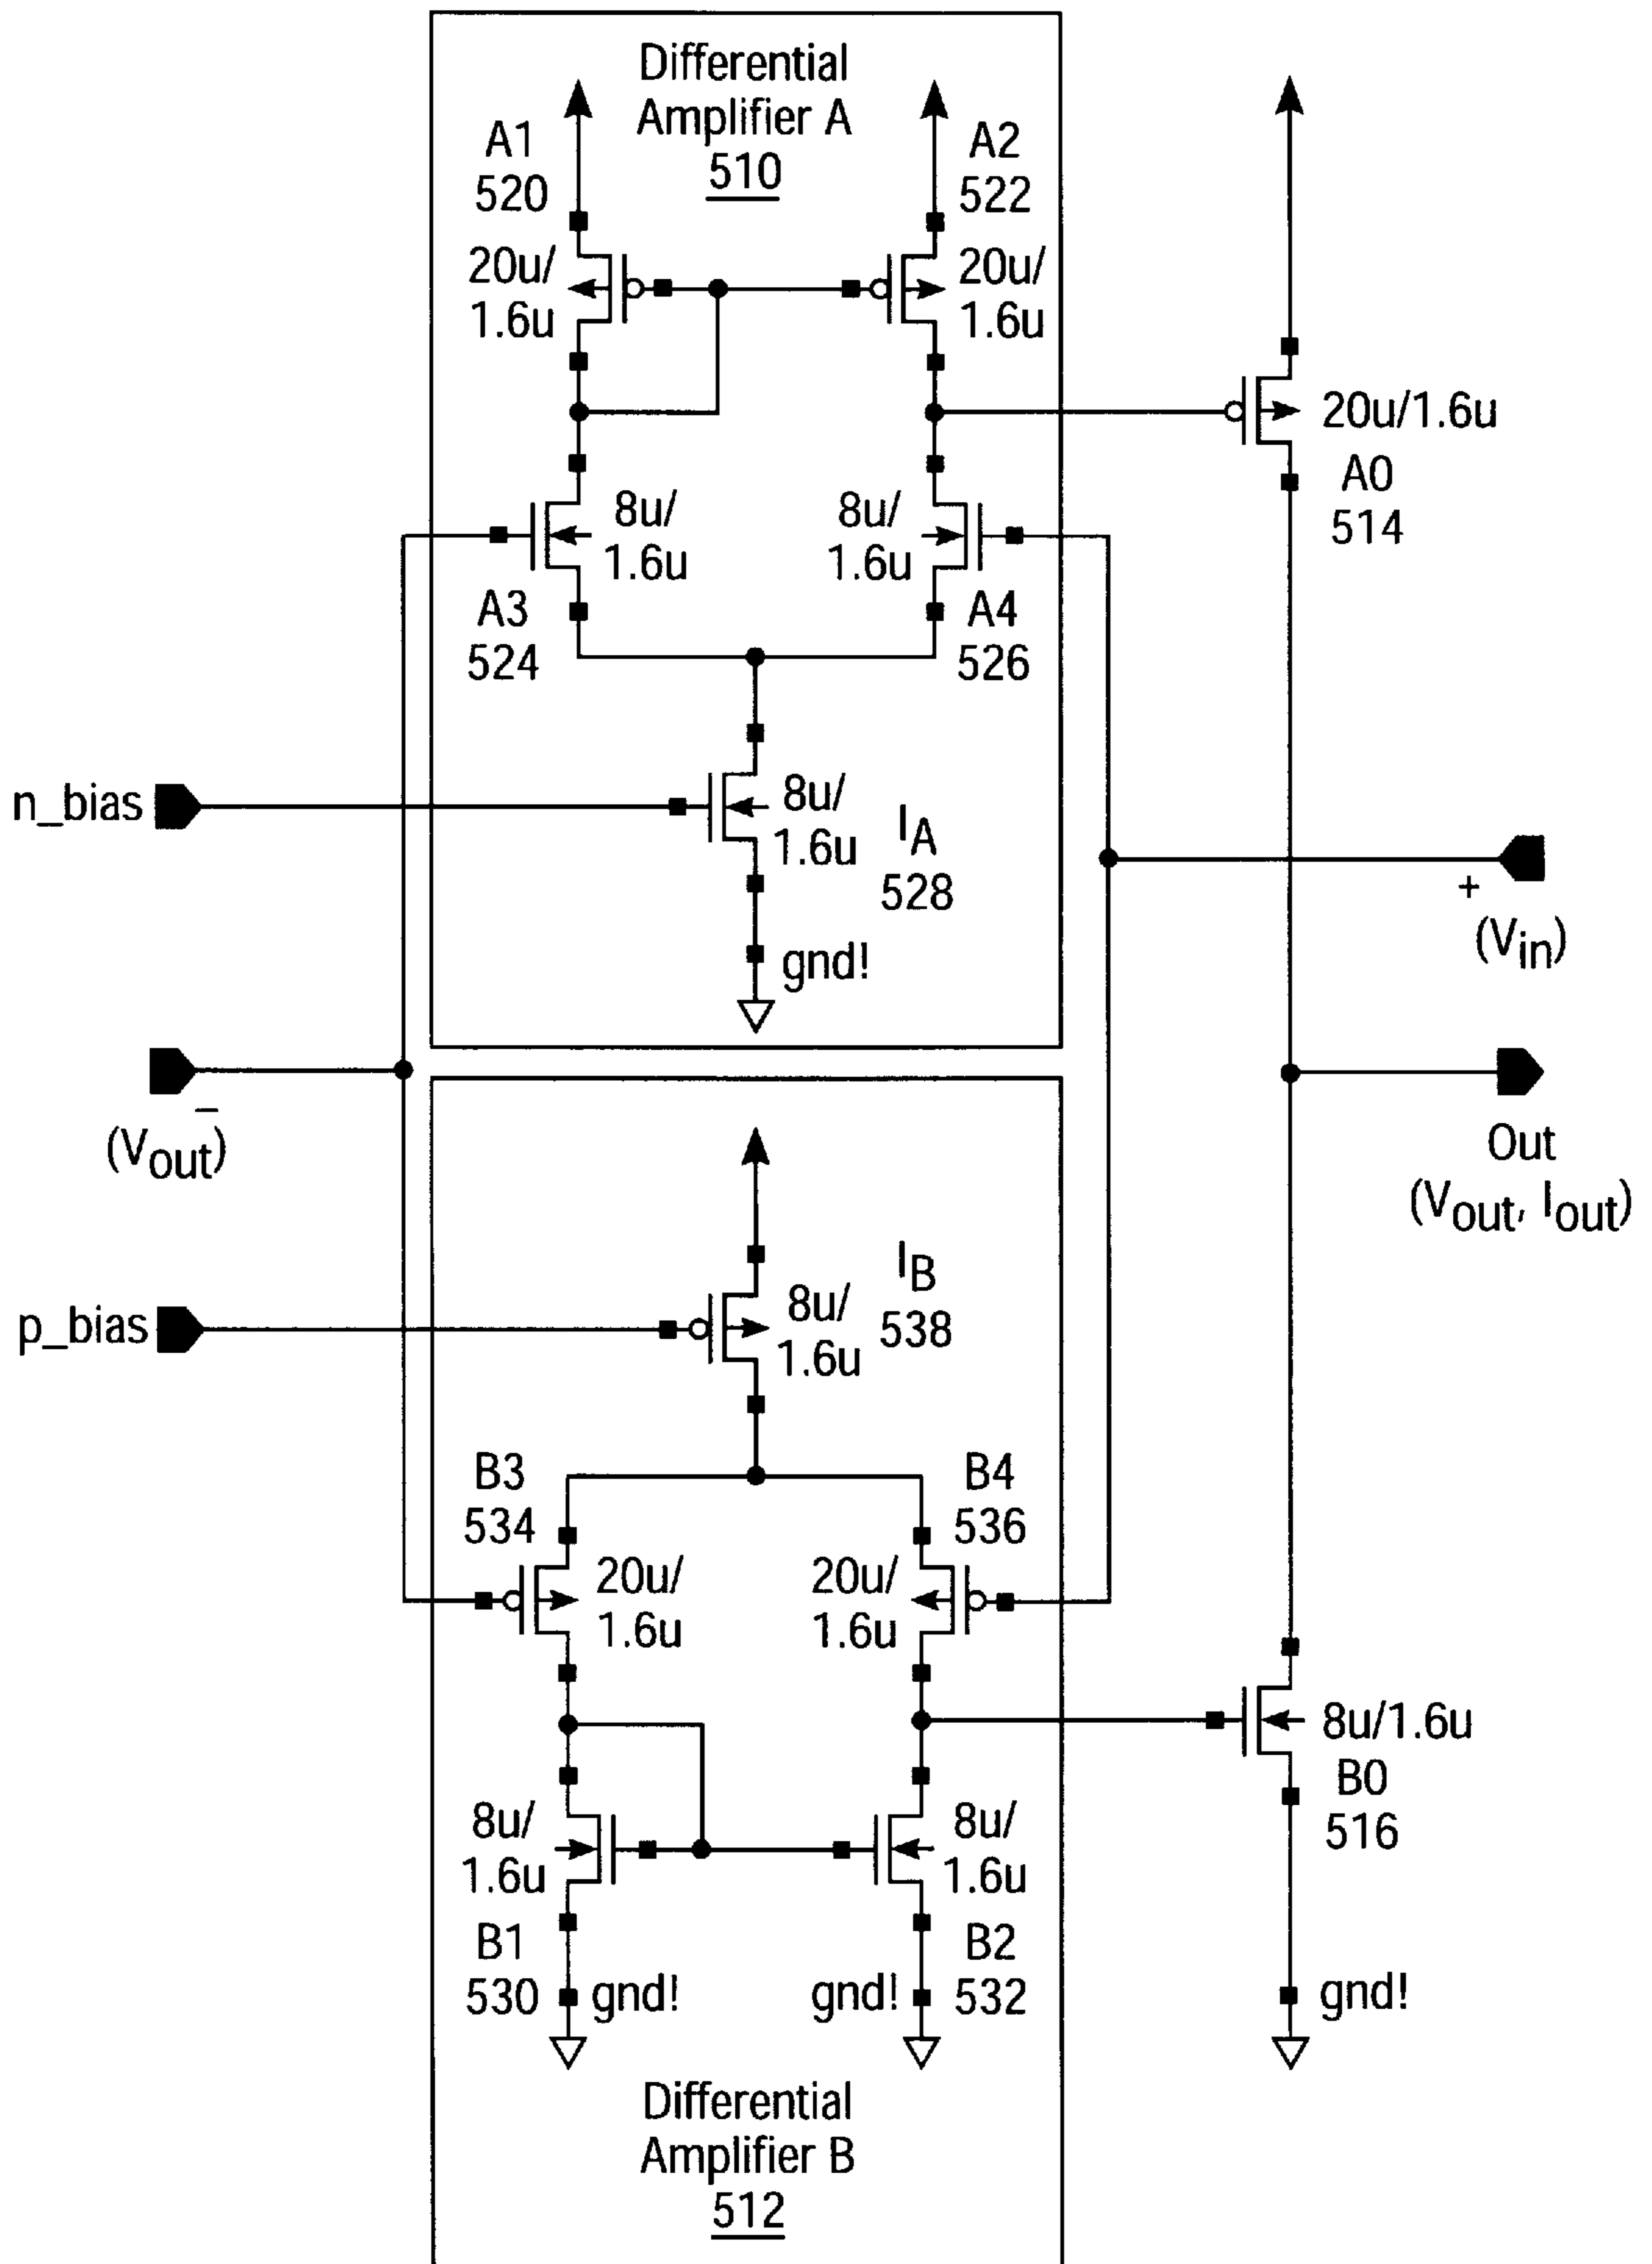 Differential
Amplifier A
510
A1
520
A2
522
20u/
1.6u
20u/
1.6u
20u/1.6u
A0
514
8u/
1.6u
8u/
1.6u
A3
524
A4
526
n_bias
8u/
1.6u
IA
528
+
(Vin)
gnd!
−
(Vout)
Out
(Vout, Iout)
IB
538
p_bias
8u/
1.6u
B3
534
B4
536
20u/
1.6u
20u/
1.6u
8u/1.6u
B0
516
8u/
1.6u
8u/
1.6u
B1
530
gnd!
gnd!
B2
532
gnd!
Differential
Amplifier B
512